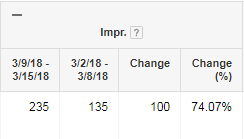 Impr. ?
3/9/18 - 3/2/18 - Change Change
3/15/18 3/8/18 (%)
235 135 100 74.07%